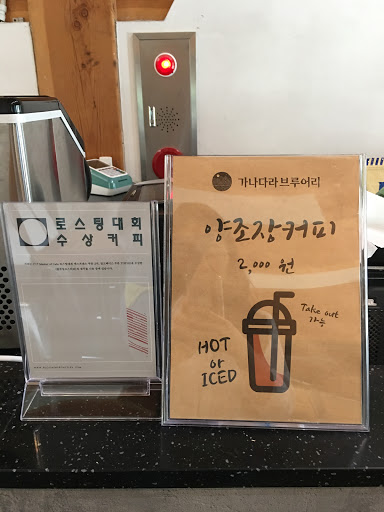 로스팅대회
수상커피
가나다라브루어리
양조장커피
2,000 원
Take out
가능
HOT
or
ICED